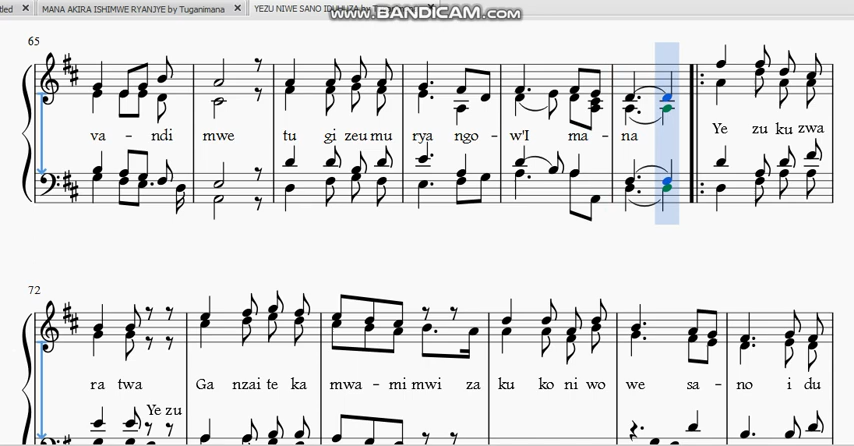 tled MANA AKIRA ISHIMWE RYANJYE by Tuganimana YEZU NIWE SANO IDUHUZA by T
www.BANDICAM.com
65
va - ndi mwe tu gi zeu mu rya ngo - w'I ma - na Ye zu ku zwa
72
ra twa Ga nzai te ka mwa - mi mwi za ku ko ni wo we sa - no i du
Ye zu